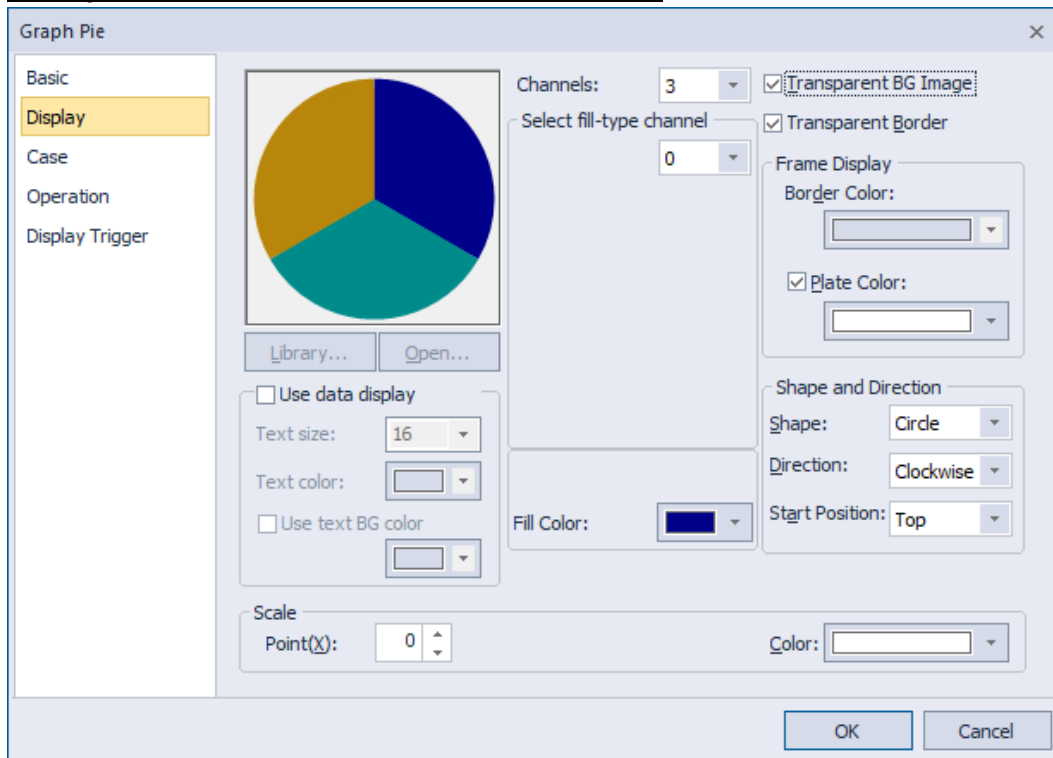 Graph Pie
Basic
Display
Case
Operation
Display Trigger
Library...
Open...
Use data display
Text size:
16
Text color:
Use text BG color
Channels:
3
Select fill-type channel
0
Fill Color:
Transparent BG Image
Transparent Border
Frame Display
Border Color:
Plate Color:
Shape and Direction
Shape:
Circle
Direction:
Clockwise
Start Position:
Top
Scale
Point(X):
0
Color:
OK
Cancel